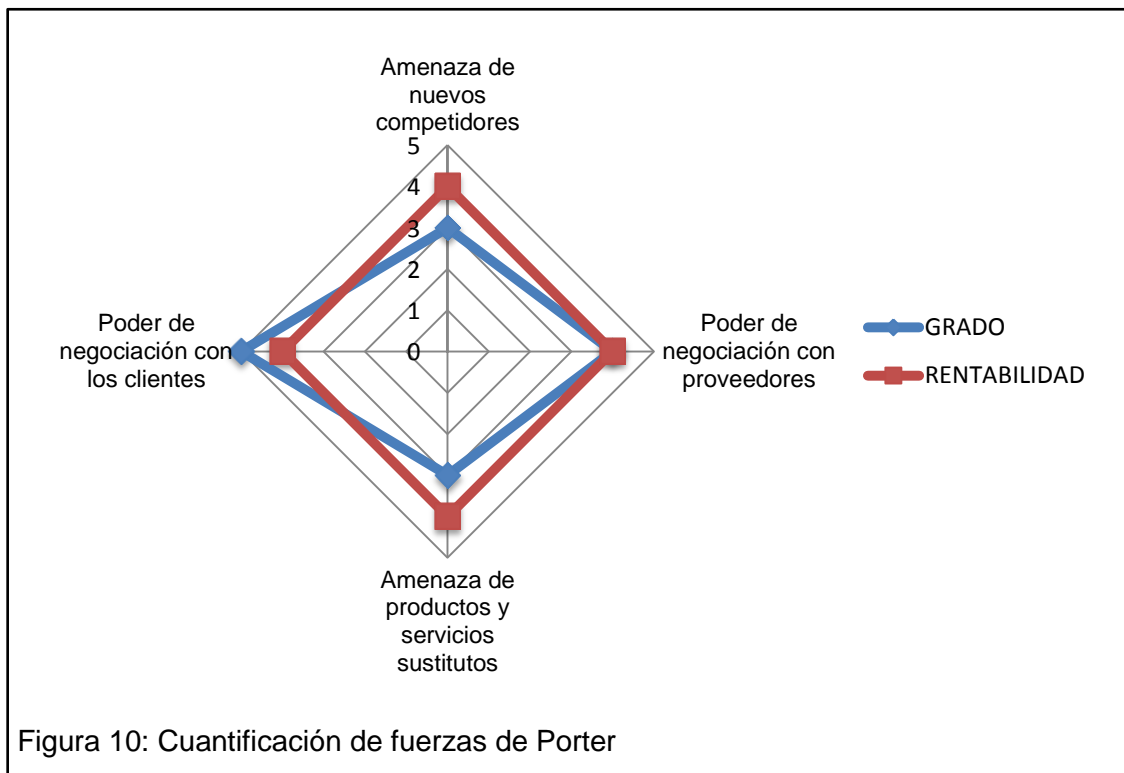 Amenaza de
nuevos
competidores
5
4
3
2
1
0
Poder de
negociación con
los clientes
Poder de
negociación con
proveedores
GRADO
RENTABILIDAD
Amenaza de
productos y
servicios
sustitutos
Figura 10: Cuantificación de fuerzas de Porter